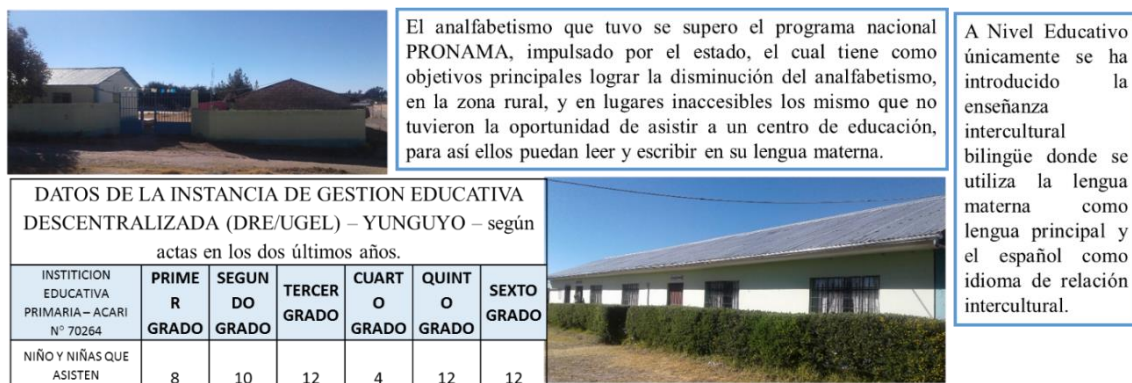 El analfabetismo que tuvo se supero el programa nacional
PRONAMA, impulsado por el estado, el cual tiene como
objetivos principales lograr la disminución del analfabetismo,
en la zona rural, y en lugares inaccesibles los mismo que no
tuvieron la oportunidad de asistir a un centro de educación,
para así ellos puedan leer y escribir en su lengua materna.
A Nivel Educativo
únicamente se ha
introducido la
enseñanza
intercultural
bilingüe donde se
utiliza la lengua
materna como
lengua principal y
el español como
idioma de relación
intercultural.
DATOS DE LA INSTANCIA DE GESTION EDUCATIVA
DESCENTRALIZADA (DRE/UGEL) – YUNGUYO – según
actas en los dos últimos años.
INSTITICION
EDUCATIVA
PRIMARIA – ACARI
N° 70264
PRIME
R
GRADO
SEGUN
DO
GRADO
TERCER
GRADO
CUART
O
GRADO
QUINT
O
GRADO
SEXTO
GRADO
NIÑO Y NIÑAS QUE
ASISTEN
8 10 12 4 12 12